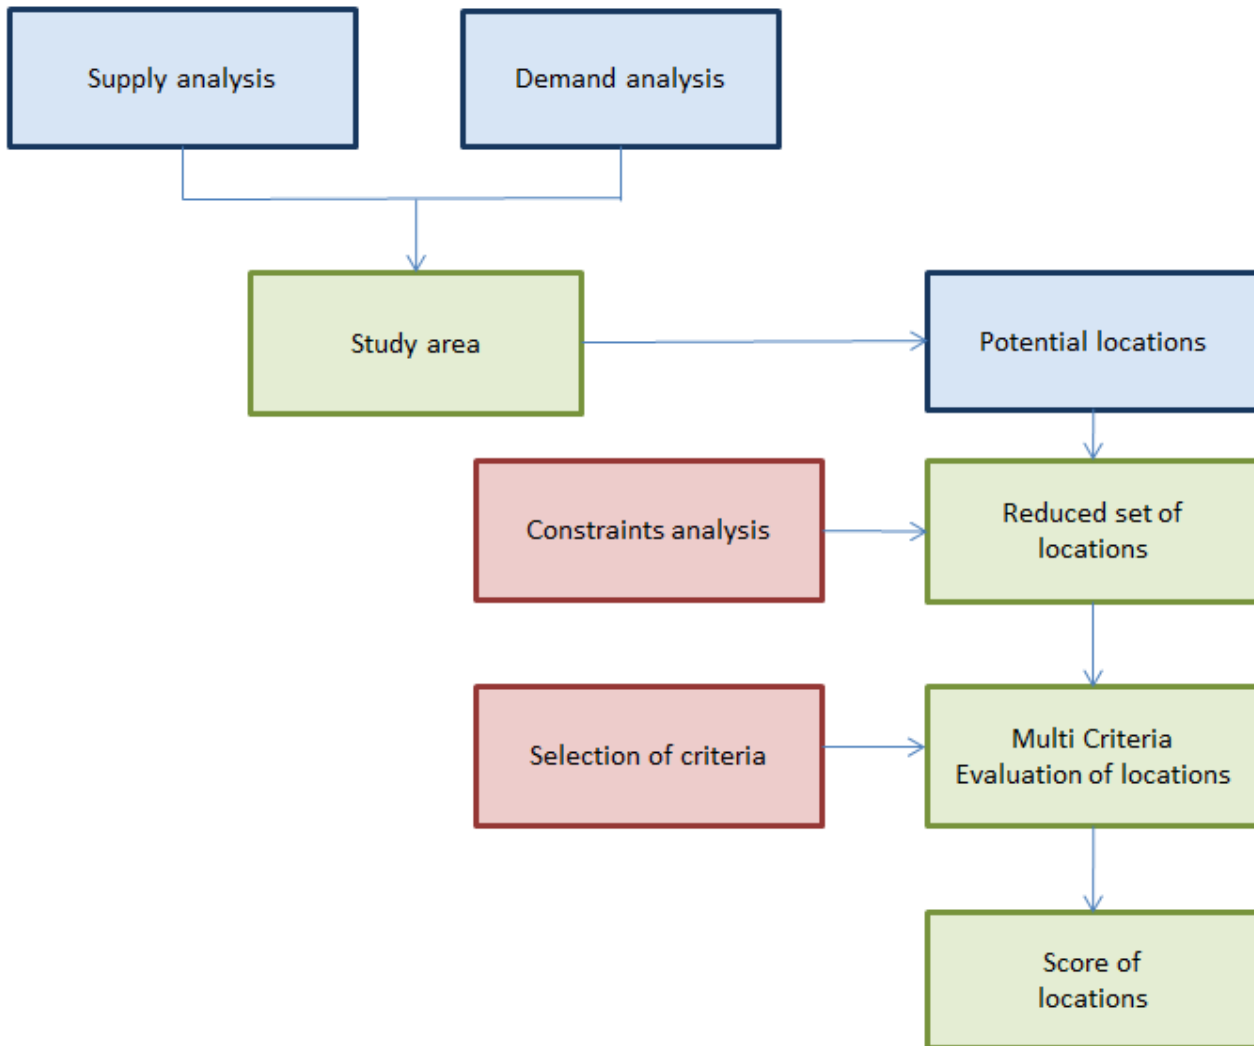 Supply analysis
Demand analysis
Study area
Potential locations
Constraints analysis
Reduced set of
locations
Selection of criteria
Multi Criteria
Evaluation of locations
Score of
locations